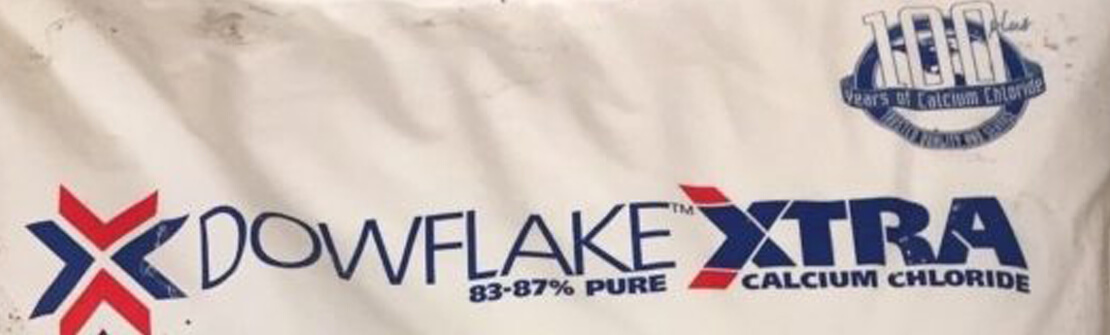 100 plus
Years of Calcium Chloride
DOWFLAKE™ XTRA
83-87% PURE CALCIUM CHLORIDE